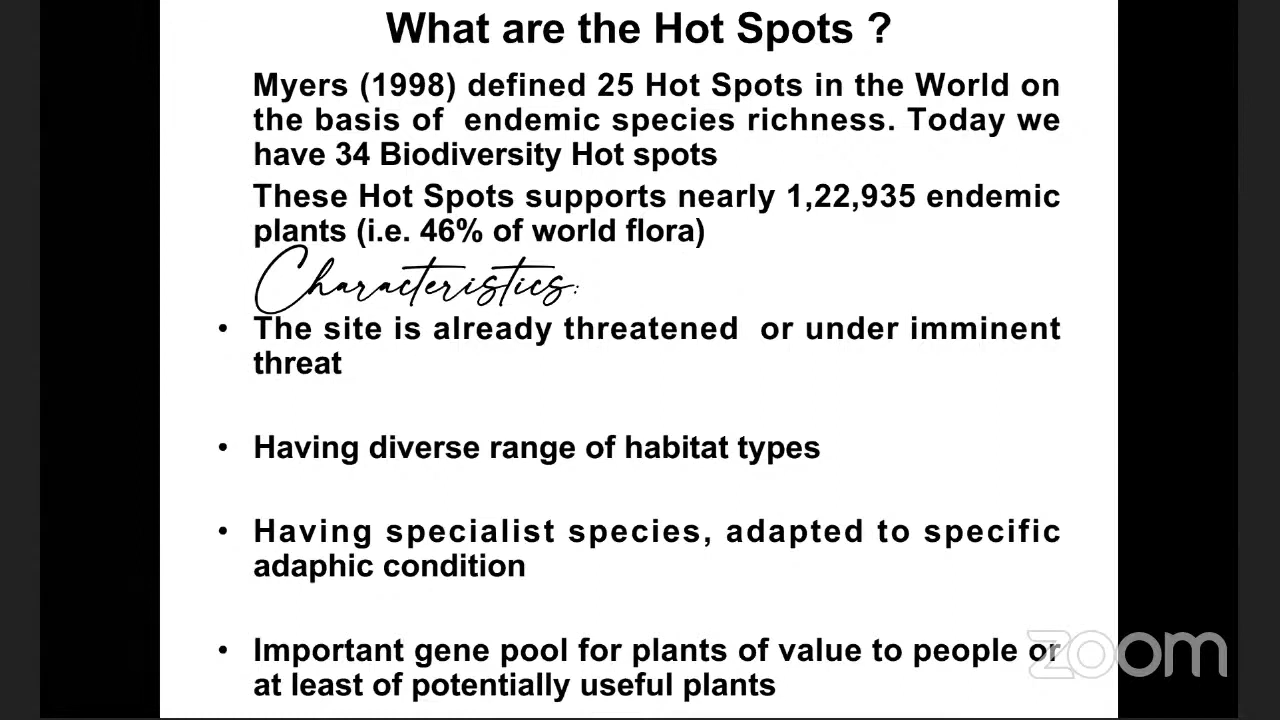 What are the Hot Spots ?
Myers (1998) defined 25 Hot Spots in the World on
the basis of endemic species richness. Today we
have 34 Biodiversity Hot spots
These Hot Spots supports nearly 1,22,935 endemic
plants (i.e. 46% of world flora)
Characteristics:
• The site is already threatened or under imminent
threat
• Having diverse range of habitat types
• Having specialist species, adapted to specific
adaphic condition
• Important gene pool for plants of value to people or
at least of potentially useful plants
zoom